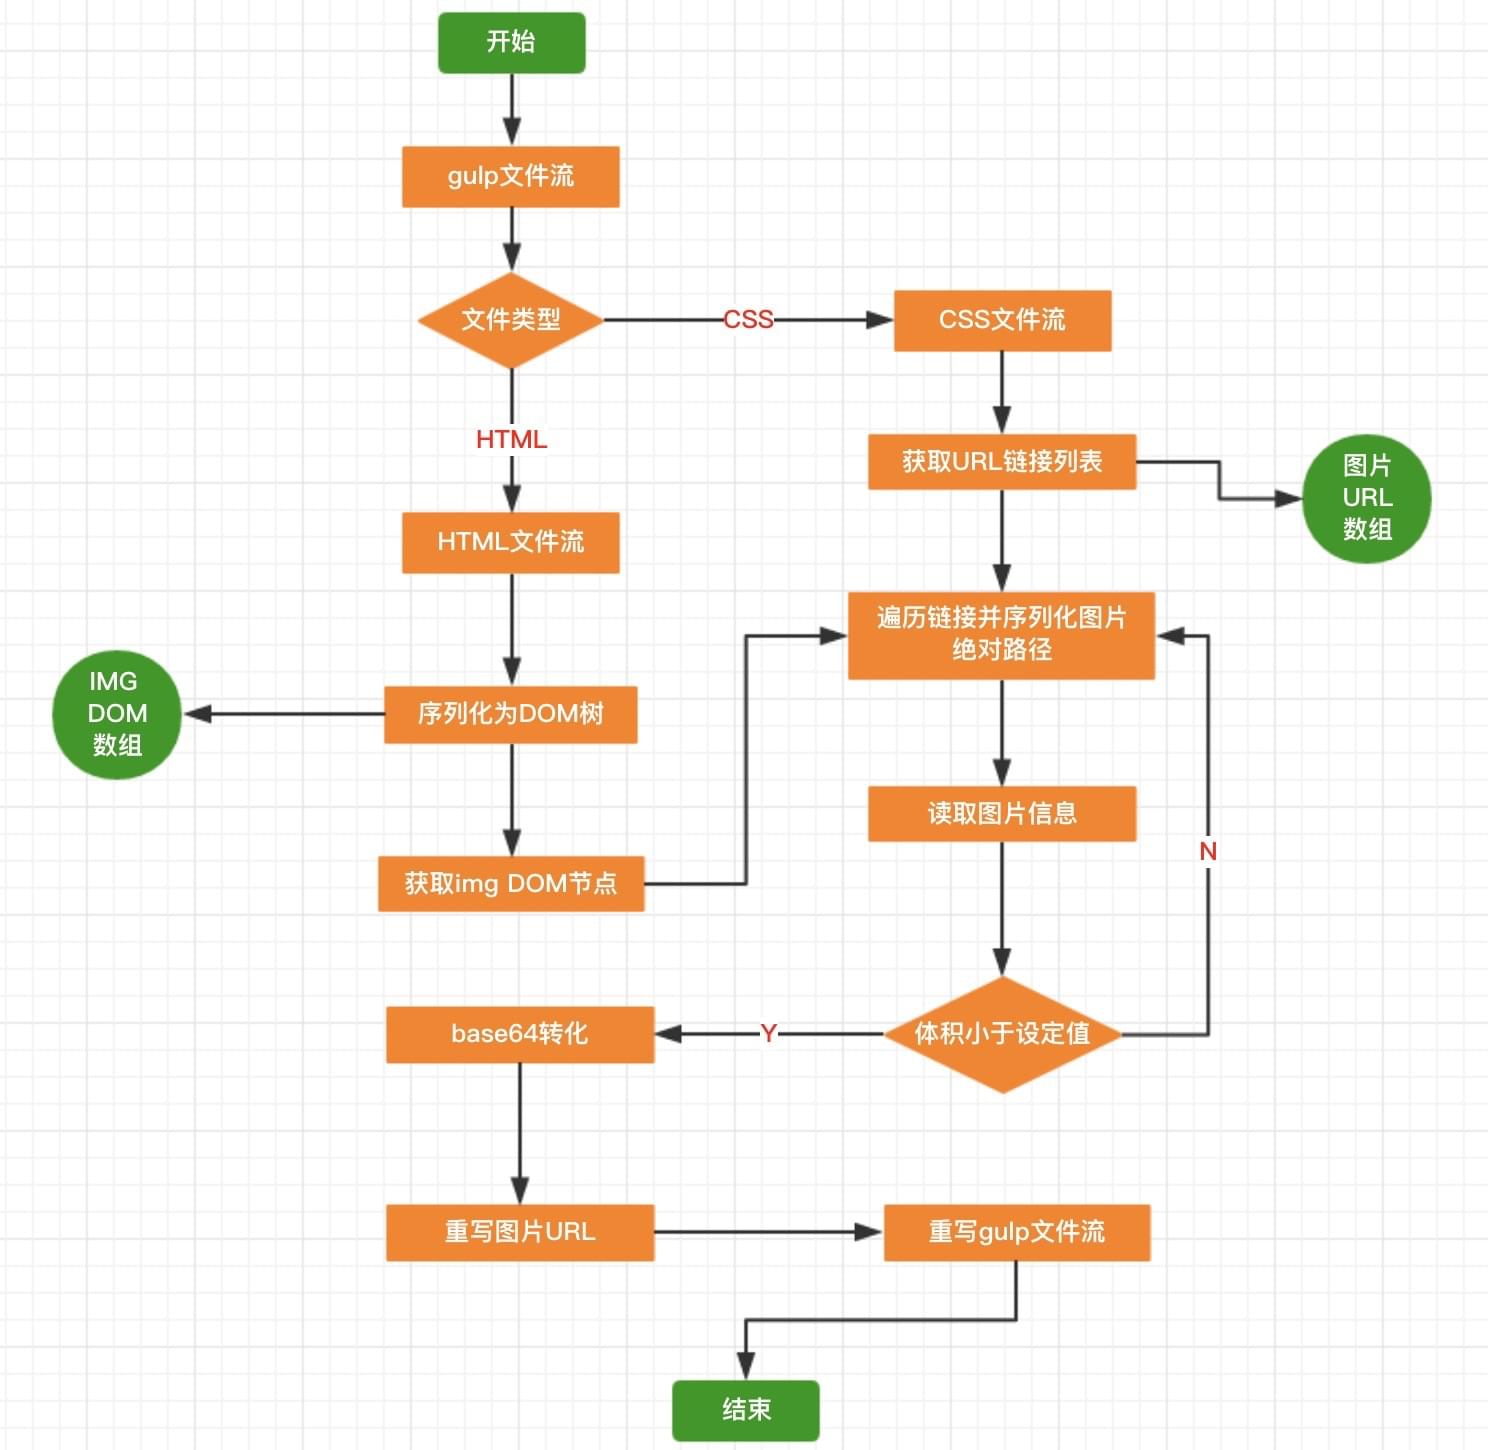 开始
gulp文件流
文件类型
CSS
CSS文件流
HTML
获取URL链接列表
图片
URL
数组
HTML文件流
遍历链接并序列化图片
绝对路径
IMG
DOM
数组
序列化为DOM树
读取图片信息
N
获取img DOM节点
base64转化
Y
体积小于设定值
重写图片URL
重写gulp文件流
结束